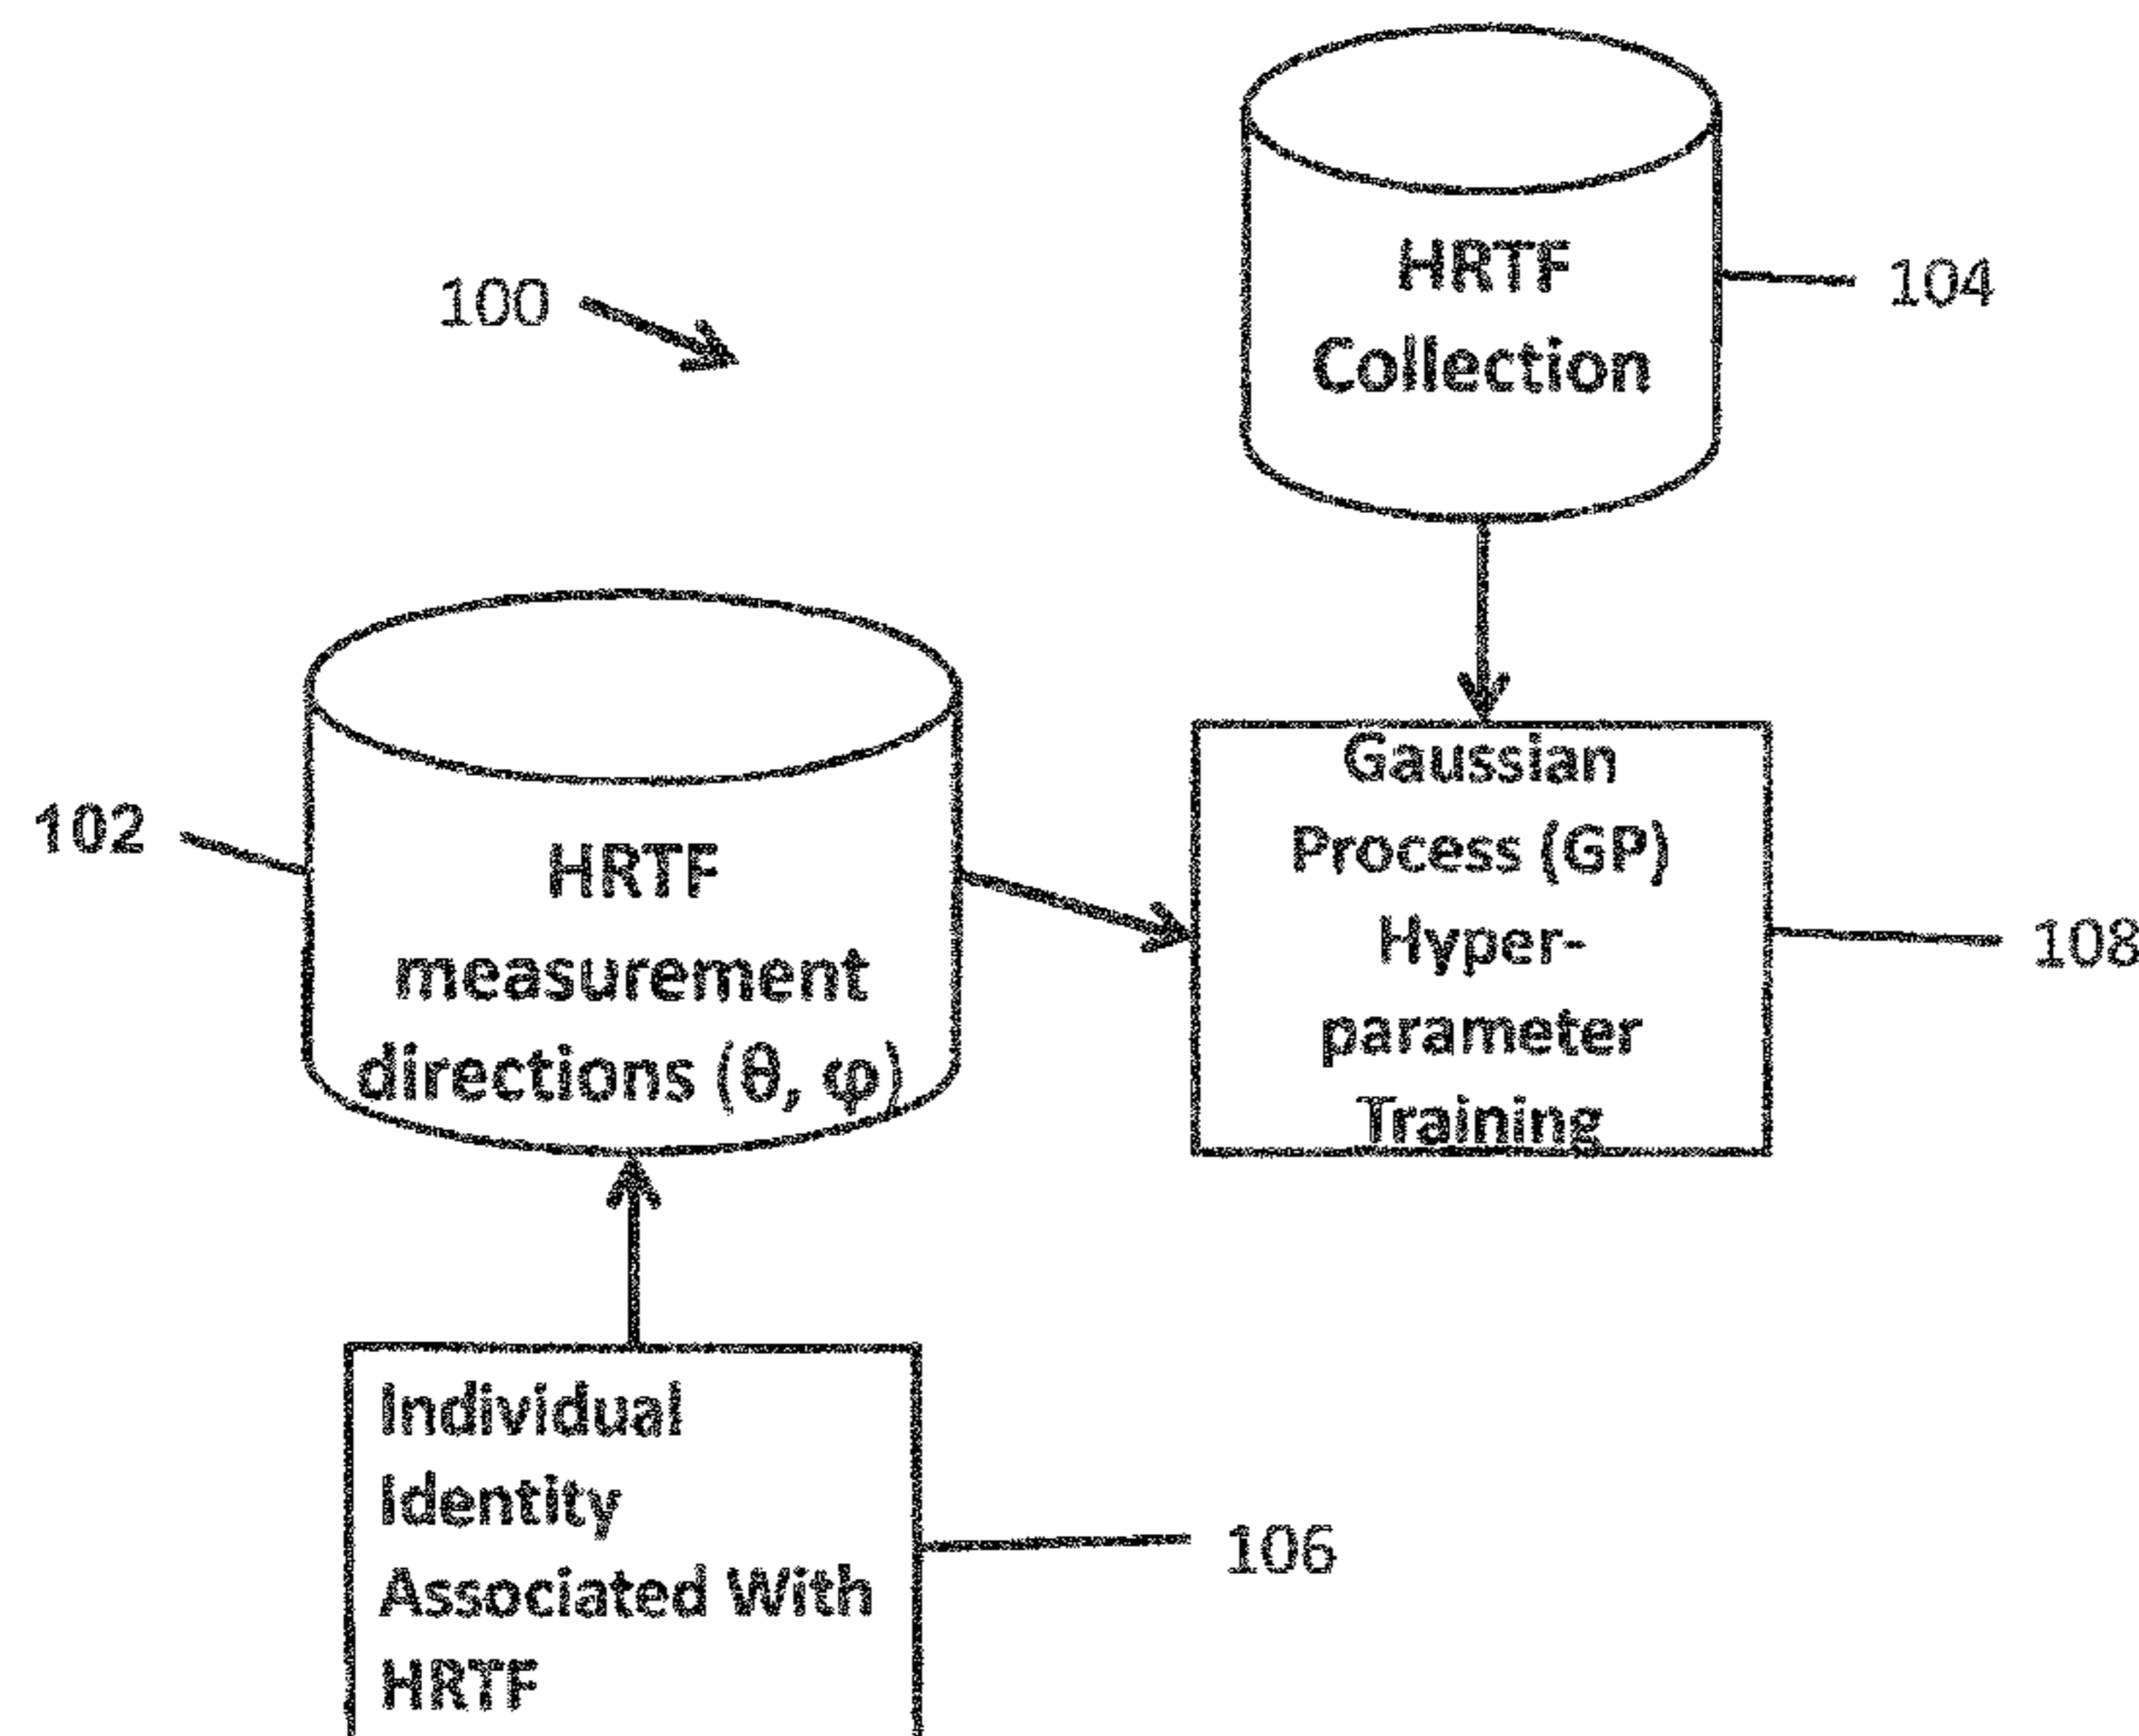 100
HRTF
Collection
104
102
HRTF
measurement
directions (θ, φ)
Gaussian
Process (GP)
Hyper-
parameter
Training
108
Individual
Identity
Associated With
HRTF
106